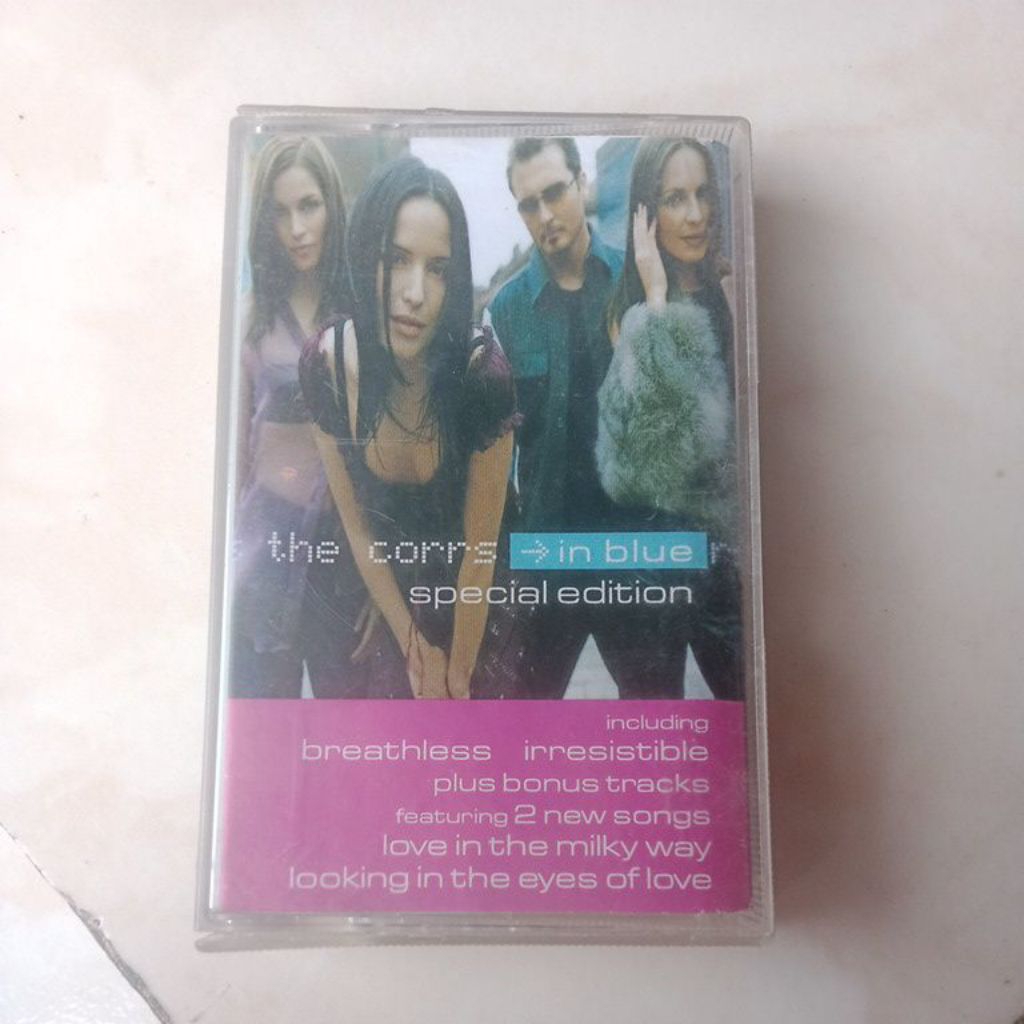 the corrs → in blue
special edition
including
breathless irresistible
plus bonus tracks
featuring 2 new songs
love in the milky way
looking in the eyes of love